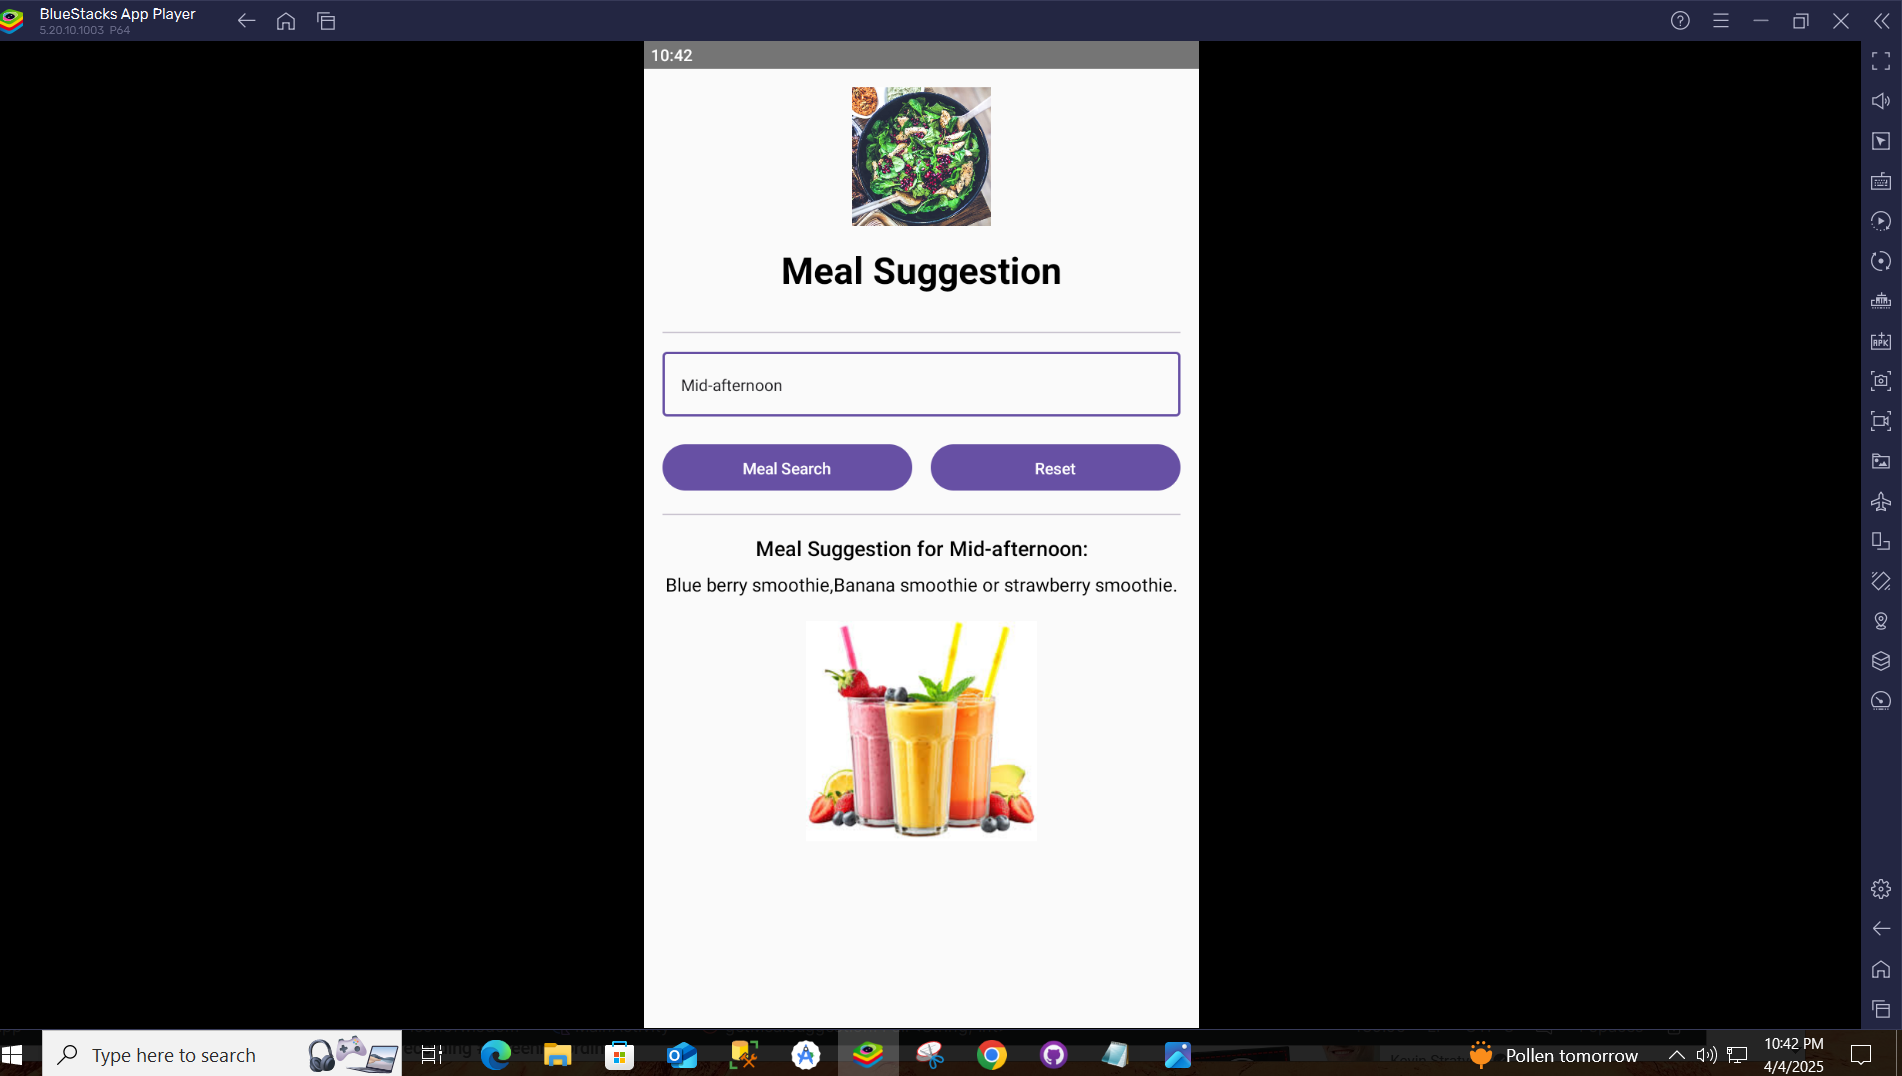 BlueStacks App Player
5.20.10.1003 P64
10:42
Meal Suggestion
Mid-afternoon
Meal Search
Reset
Meal Suggestion for Mid-afternoon:
Blue berry smoothie,Banana smoothie or strawberry smoothie.
Type here to search
Pollen tomorrow
10:42 PM
4/4/2025